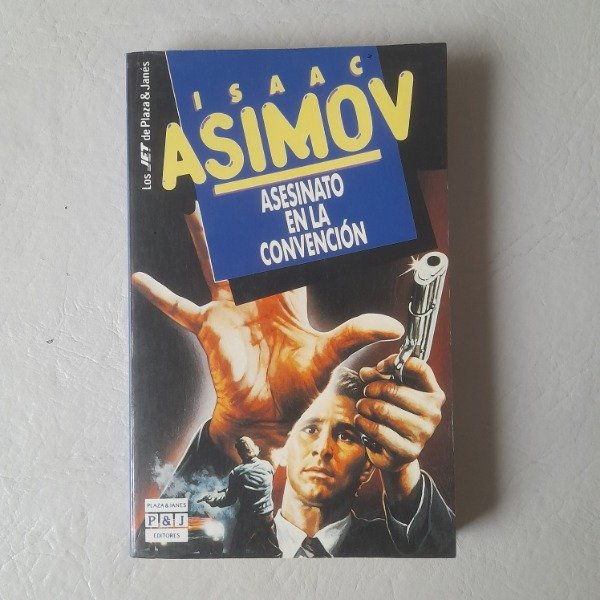 Los JET de Plaza & Janés
ISAAC
ASIMOV
ASESINATO
EN LA
CONVENCIÓN
PLAZA & JANES
P&J
EDITORES